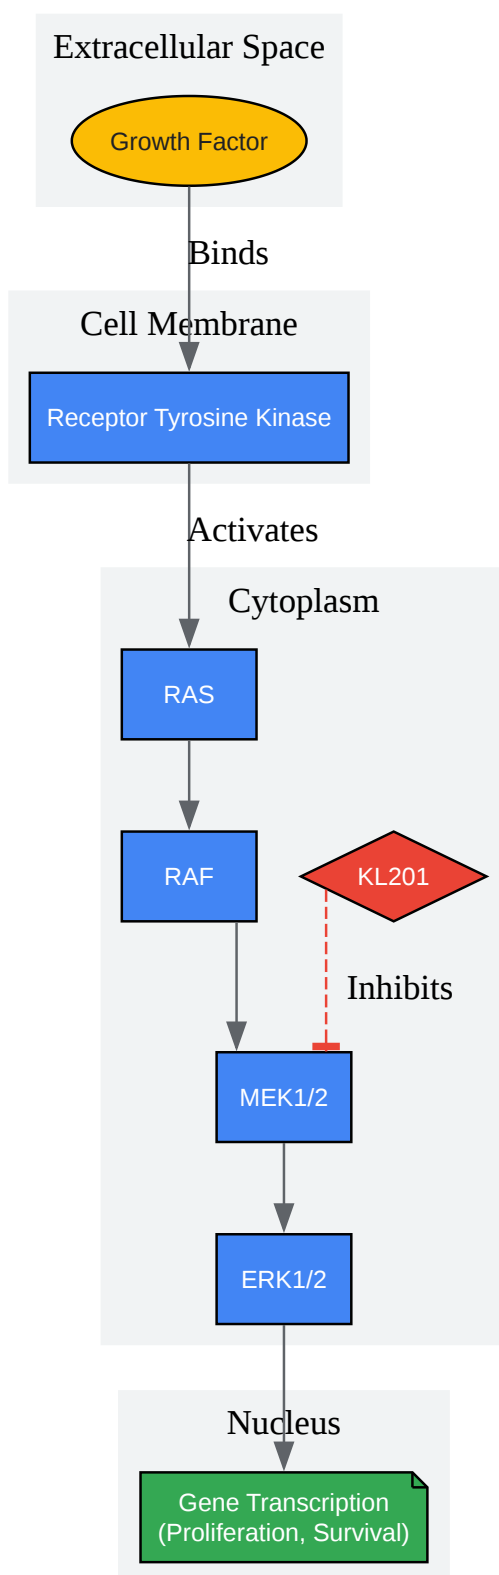 Extracellular Space
Growth Factor
Binds
Cell Membrane
Receptor Tyrosine Kinase
Activates
Cytoplasm
RAS
RAF
KL201
Inhibits
MEK1/2
ERK1/2
Nucleus
Gene Transcription
(Proliferation, Survival)